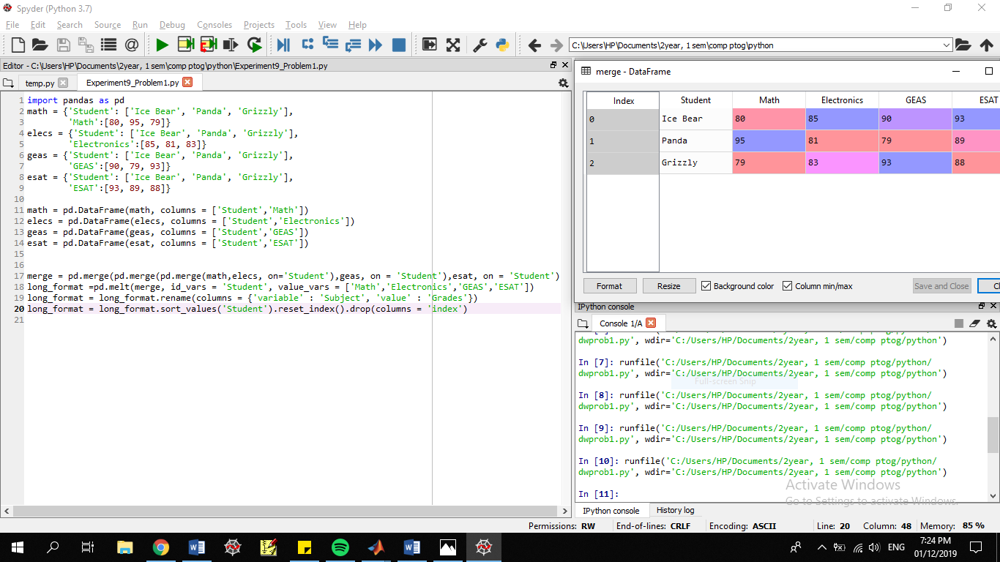 Spyder (Python 3.7)
File Edit Search Source Run Debug Consoles Projects Tools View Help
C:\Users\HP\Documents\2year, 1 sem\comp ptog\python
Editor - C:\Users\HP\Documents\2year, 1 sem\comp ptog\python\Experiment9_Problem1.py
temp.py Experiment9_Problem1.py
1 import pandas as pd
2 math = {'Student': ['Ice Bear', 'Panda', 'Grizzly'],
3 'Math':[80, 95, 79]}
4 elecs = {'Student': ['Ice Bear', 'Panda', 'Grizzly'],
5 'Electronics':[85, 81, 83]}
6 geas = {'Student': ['Ice Bear', 'Panda', 'Grizzly'],
7 'GEAS':[90, 79, 93]}
8 esat = {'Student': ['Ice Bear', 'Panda', 'Grizzly'],
9 'ESAT':[93, 89, 88]}
10
11 math = pd.DataFrame(math, columns = ['Student','Math'])
12 elecs = pd.DataFrame(elecs, columns = ['Student','Electronics'])
13 geas = pd.DataFrame(geas, columns = ['Student','GEAS'])
14 esat = pd.DataFrame(esat, columns = ['Student','ESAT'])
15
16
17 merge = pd.merge(pd.merge(pd.merge(math,elecs, on='Student'),geas, on = 'Student'),esat, on = 'Student')
18 long_format =pd.melt(merge, id_vars = 'Student', value_vars = ['Math','Electronics','GEAS','ESAT'])
19 long_format = long_format.rename(columns = {'variable' : 'Subject', 'value' : 'Grades'})
20 long_format = long_format.sort_values('Student').reset_index().drop(columns = 'index')
21
merge - DataFrame
Index Student Math Electronics GEAS ESAT
0 Ice Bear 80 85 90 93
1 Panda 95 81 79 89
2 Grizzly 79 83 93 88
Format Resize Background color Column min/max Save and Close Cl
IPython console
Console 1/A
dwprob1.py', wdir='C:/Users/HP/Documents/2year, 1 sem/comp ptog/python')
In [7]: runfile('C:/Users/HP/Documents/2year, 1 sem/comp ptog/python/
dwprob1.py', wdir='C:/Users/HP/Documents/2year, 1 sem/comp ptog/python')
Full-screen Snip
In [8]: runfile('C:/Users/HP/Documents/2year, 1 sem/comp ptog/python/
dwprob1.py', wdir='C:/Users/HP/Documents/2year, 1 sem/comp ptog/python')
In [9]: runfile('C:/Users/HP/Documents/2year, 1 sem/comp ptog/python/
dwprob1.py', wdir='C:/Users/HP/Documents/2year, 1 sem/comp ptog/python')
In [10]: runfile('C:/Users/HP/Documents/2year, 1 sem/comp ptog/python/
dwprob1.py', wdir='C:/Users/HP/Documents/2year, 1 sem/comp ptog/python')
In [11]:
Activate Windows
Go to Settings to activate Windows.
IPython console History log
Permissions: RW End-of-lines: CRLF Encoding: ASCII Line: 20 Column: 48 Memory: 85 %
ENG
7:24 PM
01/12/2019